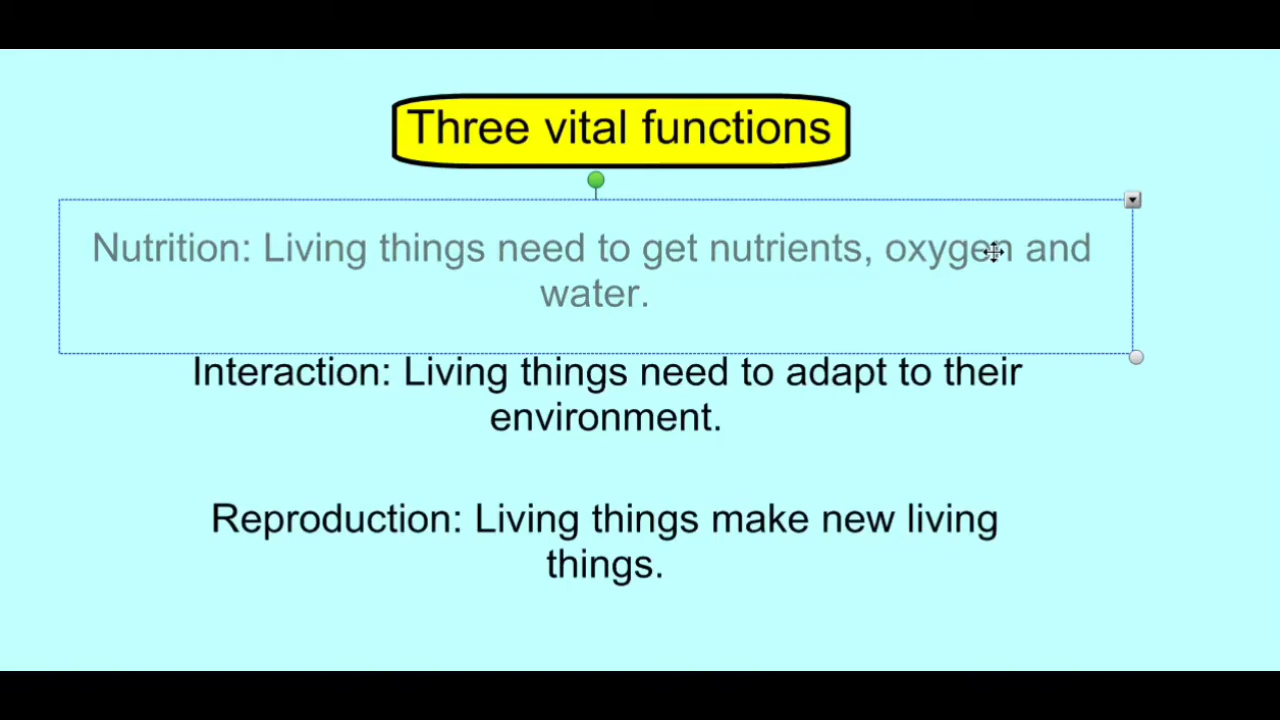 Three vital functions
Nutrition: Living things need to get nutrients, oxygen and
water.
Interaction: Living things need to adapt to their
environment.
Reproduction: Living things make new living
things.